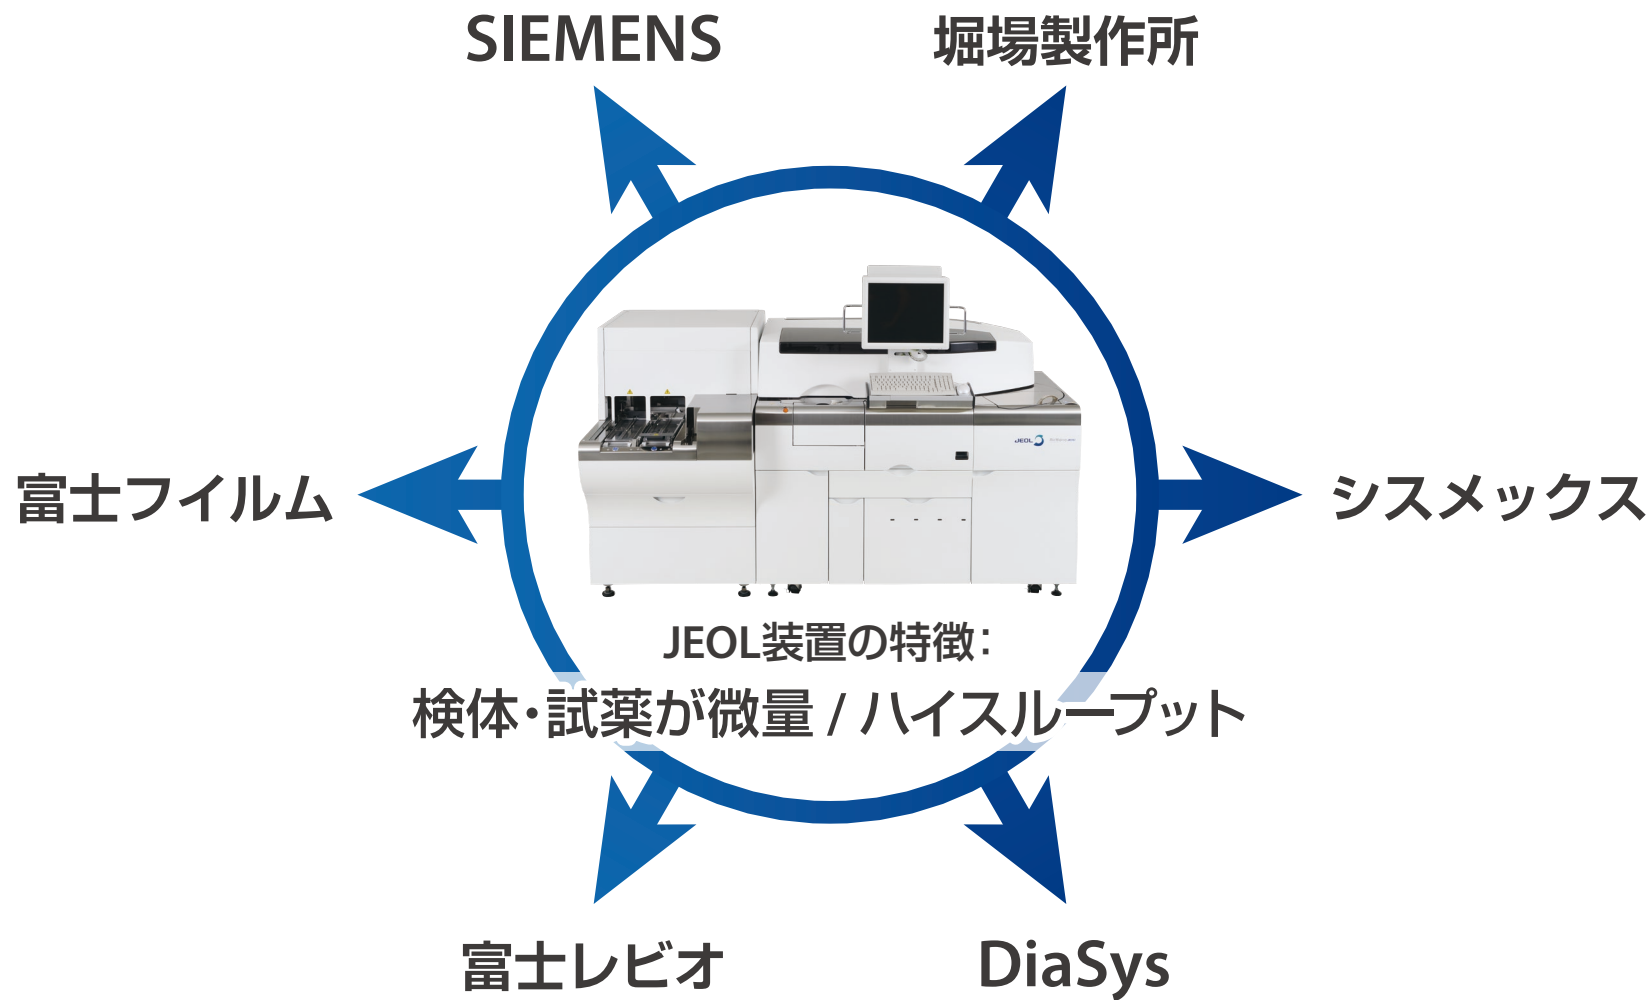 SIEMENS
堀場製作所
JEOL
富士フイルム
シスメックス
JEOL装置の特徴：
検体・試薬が微量 / ハイスループット
富士レビオ
DiaSys